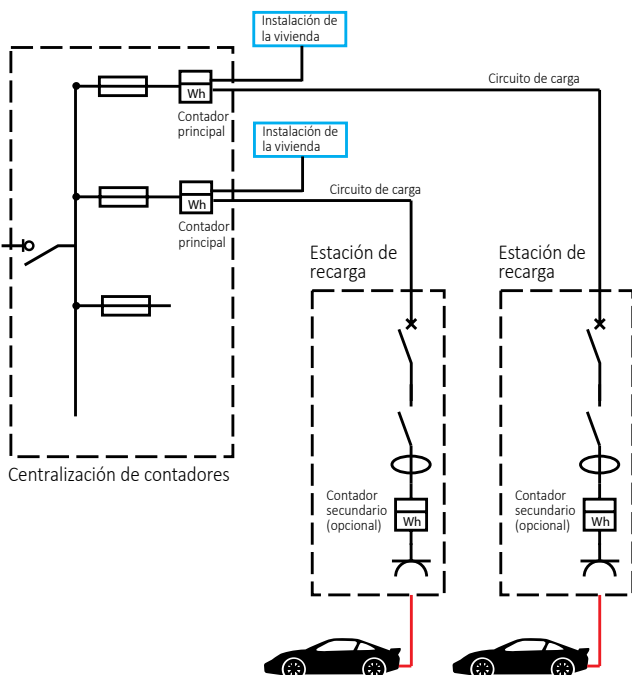 Instalación de
la vivienda
Circuito de carga
Wh
Contador
principal
Instalación de
la vivienda
Circuito de carga
Wh
Contador
principal
Estación de
recarga
Estación de
recarga
Centralización de contadores
Contador
secundario
(opcional)
Wh
Contador
secundario
(opcional)
Wh